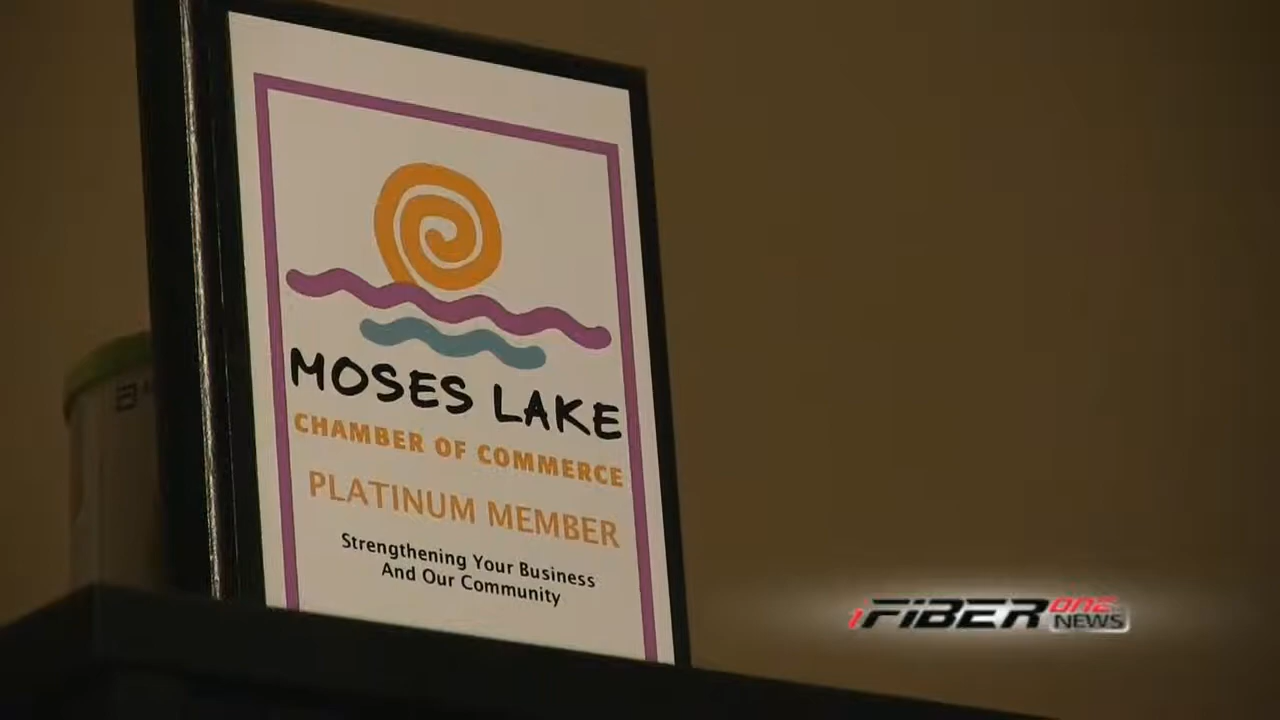 MOSES LAKE
CHAMBER OF COMMERCE
PLATINUM MEMBER
Strengthening Your Business
And Our Community
iFIBER ONE
NEWS